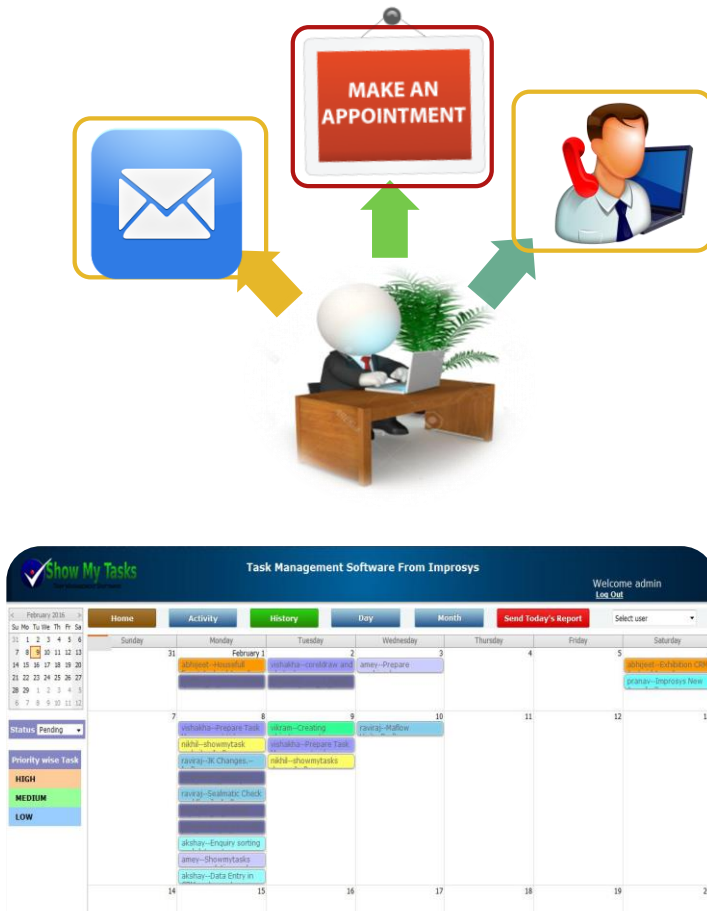 MAKE AN
APPOINTMENT
Show My Tasks
Task Management Software From Improsys
Welcome admin
Log Out
< February 2016 >
Su Mo Tu We Th Fr Sa
31 1 2 3 4 5 6
7 8 9 10 11 12 13
14 15 16 17 18 19 20
21 22 23 24 25 26 27
28 29 1 2 3 4 5
6 7 8 9 10 11 12
Home Activity History Day Month Send Today's Report Select user
Sunday Monday Tuesday Wednesday Thursday Friday Saturday
31 February 1 2 3 4 5
abhijeet--Housefull
vishakha--coreldraw and
amey--Prepare
abhijeet--Exhibition CRM
pranav--Improsys New
Status Pending
Priority wise Task
HIGH
MEDIUM
LOW
7 8 9 10 11 12
vishakha--Prepare Task
vikram--Creating
raviraj--Mallow
nikhil--showmytask
vishakha--Prepare Task
raviraj--JK Changes.--
nikhil--showmytasks
raviraj--Sealmatic Check
akshay--Enquiry sorting
amey--Showmytasks
akshay--Data Entry in
14 15 16 17 18 19